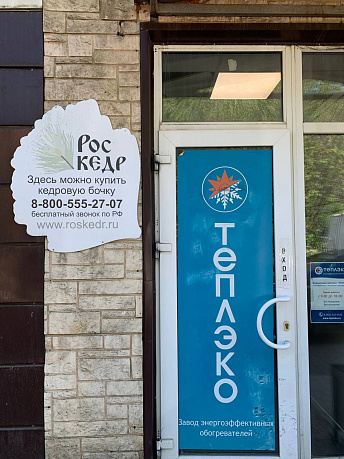 Рос
кедр
Здесь можно купить
кедровую бочку
8-800-555-27-07
бесплатный звонок по РФ
www.roskedr.ru
теплэко
Завод энергоэффективных
обогревателей
ВХОД
теплэко